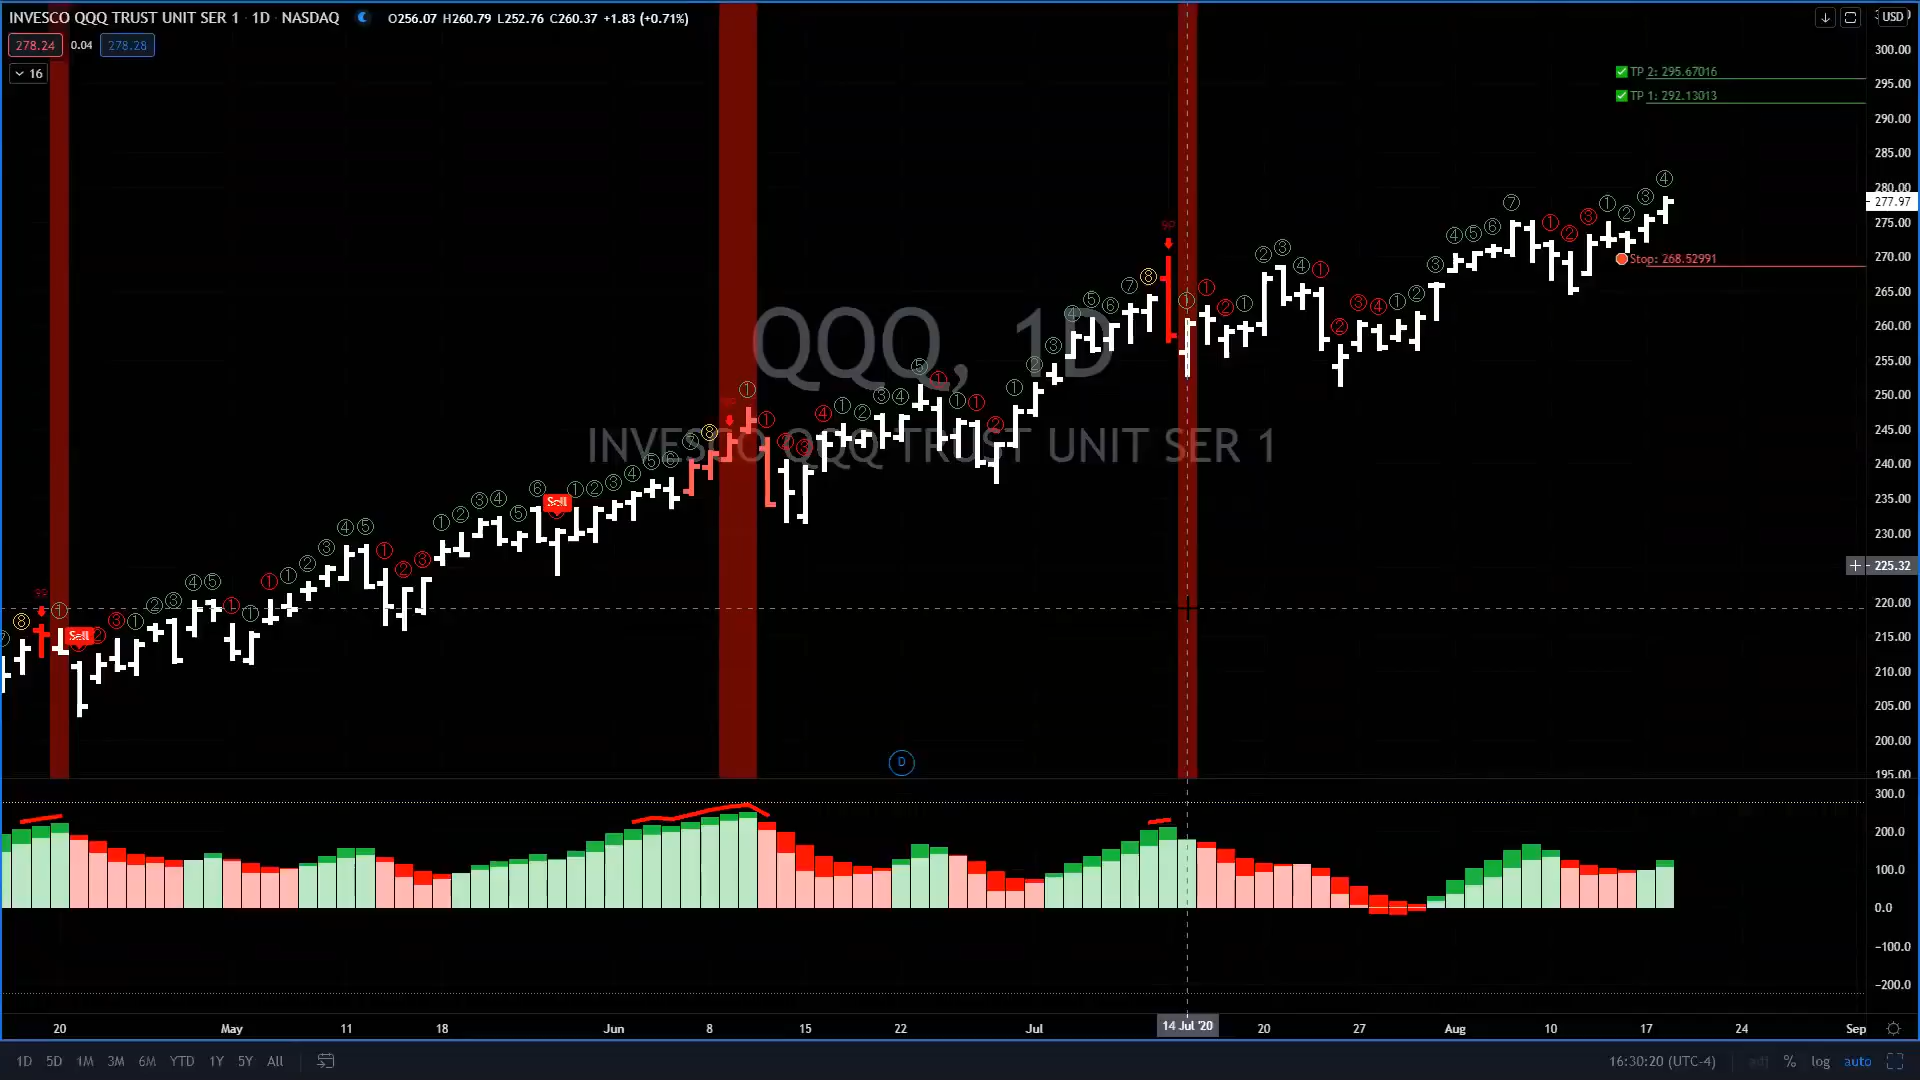 INVESCO QQQ TRUST UNIT SER 1 · 1D · NASDAQ O256.07 H260.79 L252.76 C260.37 +1.83 (+0.71%)
USD
278.24 0.04 278.28
16
300.00
TP 2: 295.67016
295.00
TP 1: 292.13013
290.00
285.00
280.00
277.97
275.00
270.00
Stop: 268.52991
265.00
260.00
255.00
250.00
245.00
240.00
235.00
230.00
225.32
220.00
215.00
210.00
205.00
200.00
195.00
QQQ, 1D
INVESCO QQQ TRUST UNIT SER 1
Sell
Sell
D
300.0
200.0
100.0
0.0
−100.0
−200.0
20 May 11 18 Jun 8 15 22 Jul 14 Jul '20 20 27 Aug 10 17 24 Sep
1D 5D 1M 3M 6M YTD 1Y 5Y All
16:30:20 (UTC-4) adj % log auto